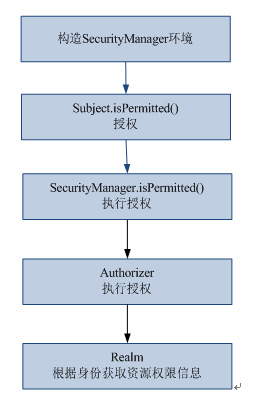 构造SecurityManager环境
Subject.isPermitted()
授权
SecurityManager.isPermitted()
执行授权
Authorizer
执行授权
Realm
根据身份获取资源权限信息